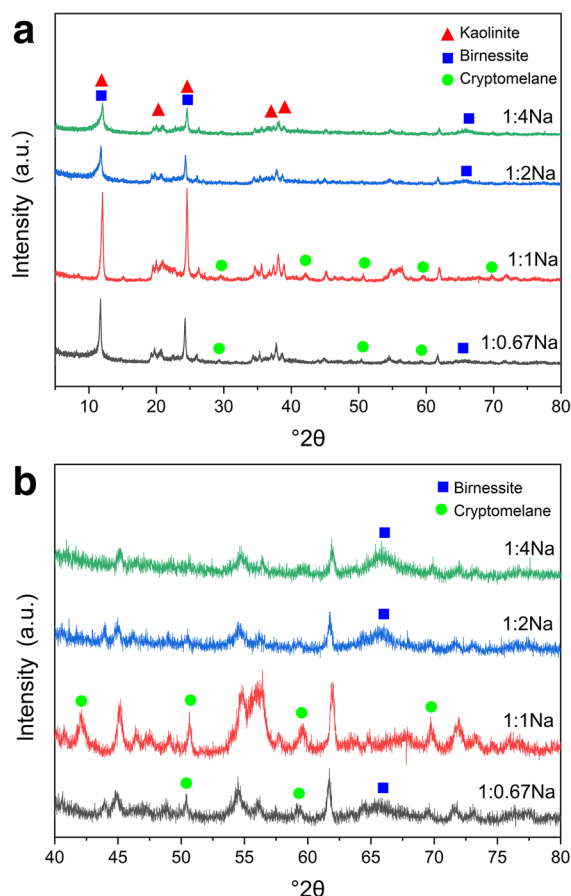 a
Kaolinite
Birnessite
Cryptomelane
1:4Na
1:2Na
1:1Na
1:0.67Na
Intensity (a.u.)
10 20 30 40 50 60 70 80
°2θ
b
Birnessite
Cryptomelane
1:4Na
1:2Na
1:1Na
1:0.67Na
Intensity (a.u.)
40 45 50 55 60 65 70 75 80
°2θ